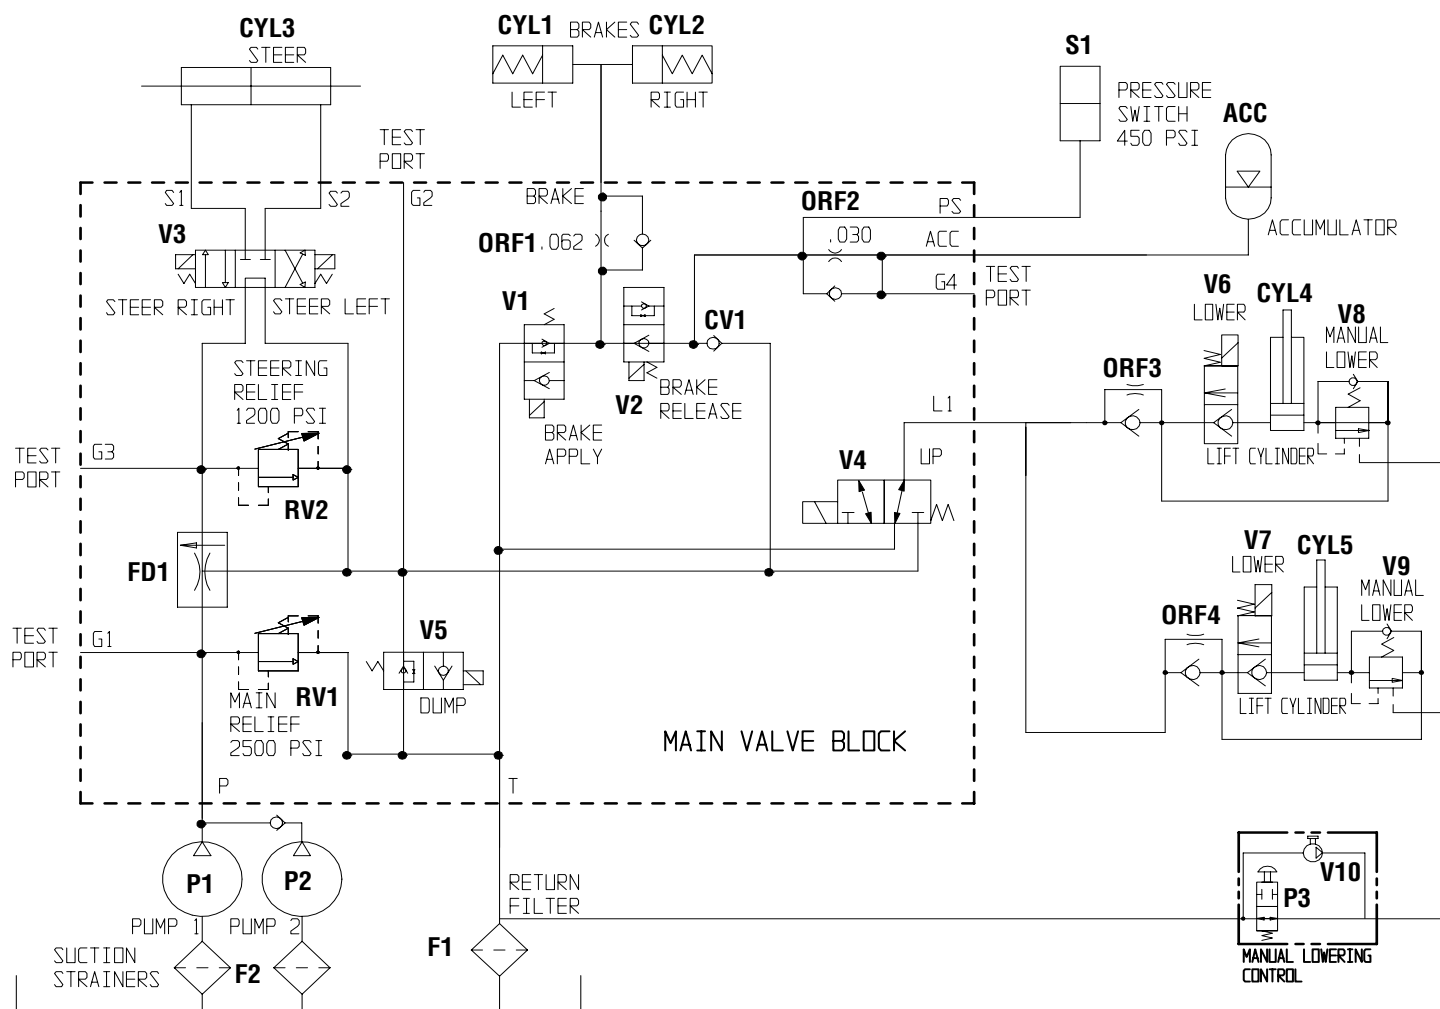 CYL3
STEER
CYL1
BRAKES
CYL2
LEFT
RIGHT
S1
PRESSURE
SWITCH
450 PSI
ACC
ACCUMULATOR
TEST
PORT
S1
S2
G2
BRAKE
ORF2
PS
V3
ORF1
.062
.030
ACC
G4
TEST
PORT
STEER RIGHT
STEER LEFT
V1
CV1
V6
LOWER
CYL4
V8
MANUAL
LOWER
STEERING
RELIEF
1200 PSI
V2
BRAKE
RELEASE
ORF3
L1
BRAKE
APPLY
V4
UP
LIFT CYLINDER
TEST
PORT
G3
RV2
FD1
V7
LOWER
CYL5
V9
MANUAL
LOWER
ORF4
TEST
PORT
G1
V5
RV1
MAIN
RELIEF
2500 PSI
DUMP
LIFT CYLINDER
MAIN VALVE BLOCK
P
T
P1
P2
PUMP 1
PUMP 2
RETURN
FILTER
V10
P3
SUCTION
STRAINERS
F2
F1
MANUAL LOWERING
CONTROL